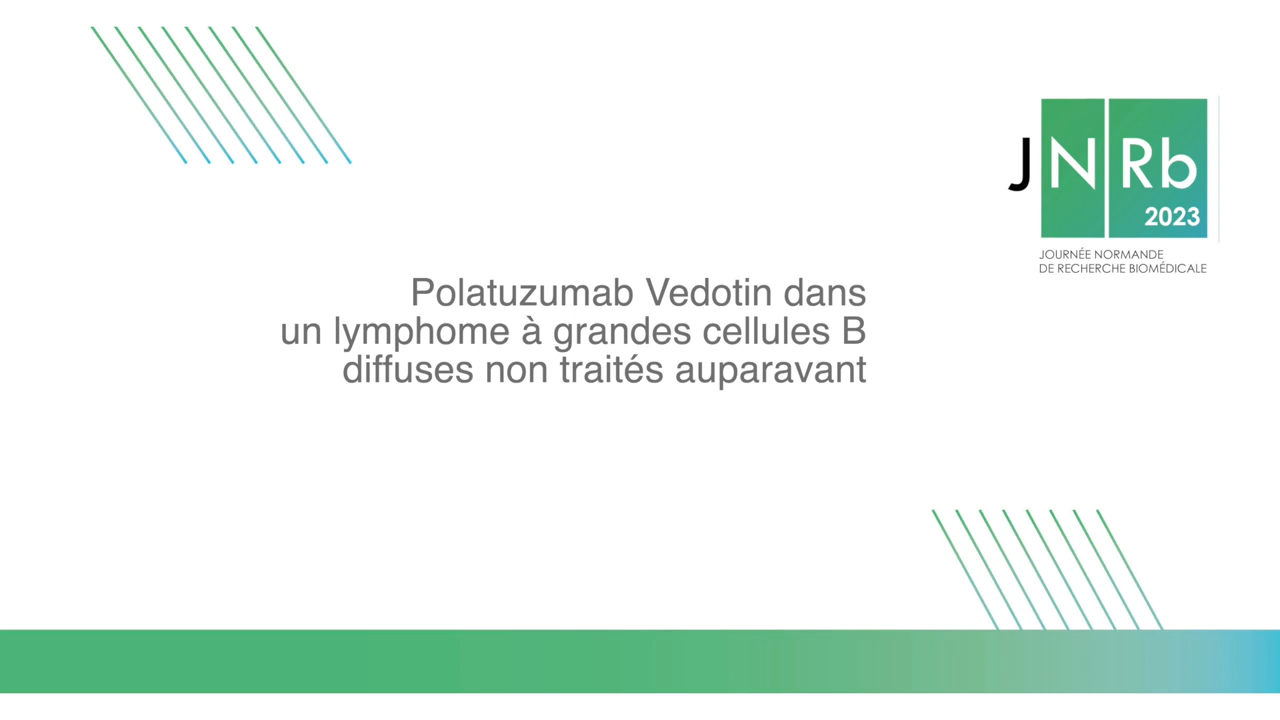 JNRb
2023
JOURNÉE NORMANDE
DE RECHERCHE BIOMÉDICALE
Polatuzumab Vedotin dans
un lymphome à grandes cellules B
diffuses non traités auparavant